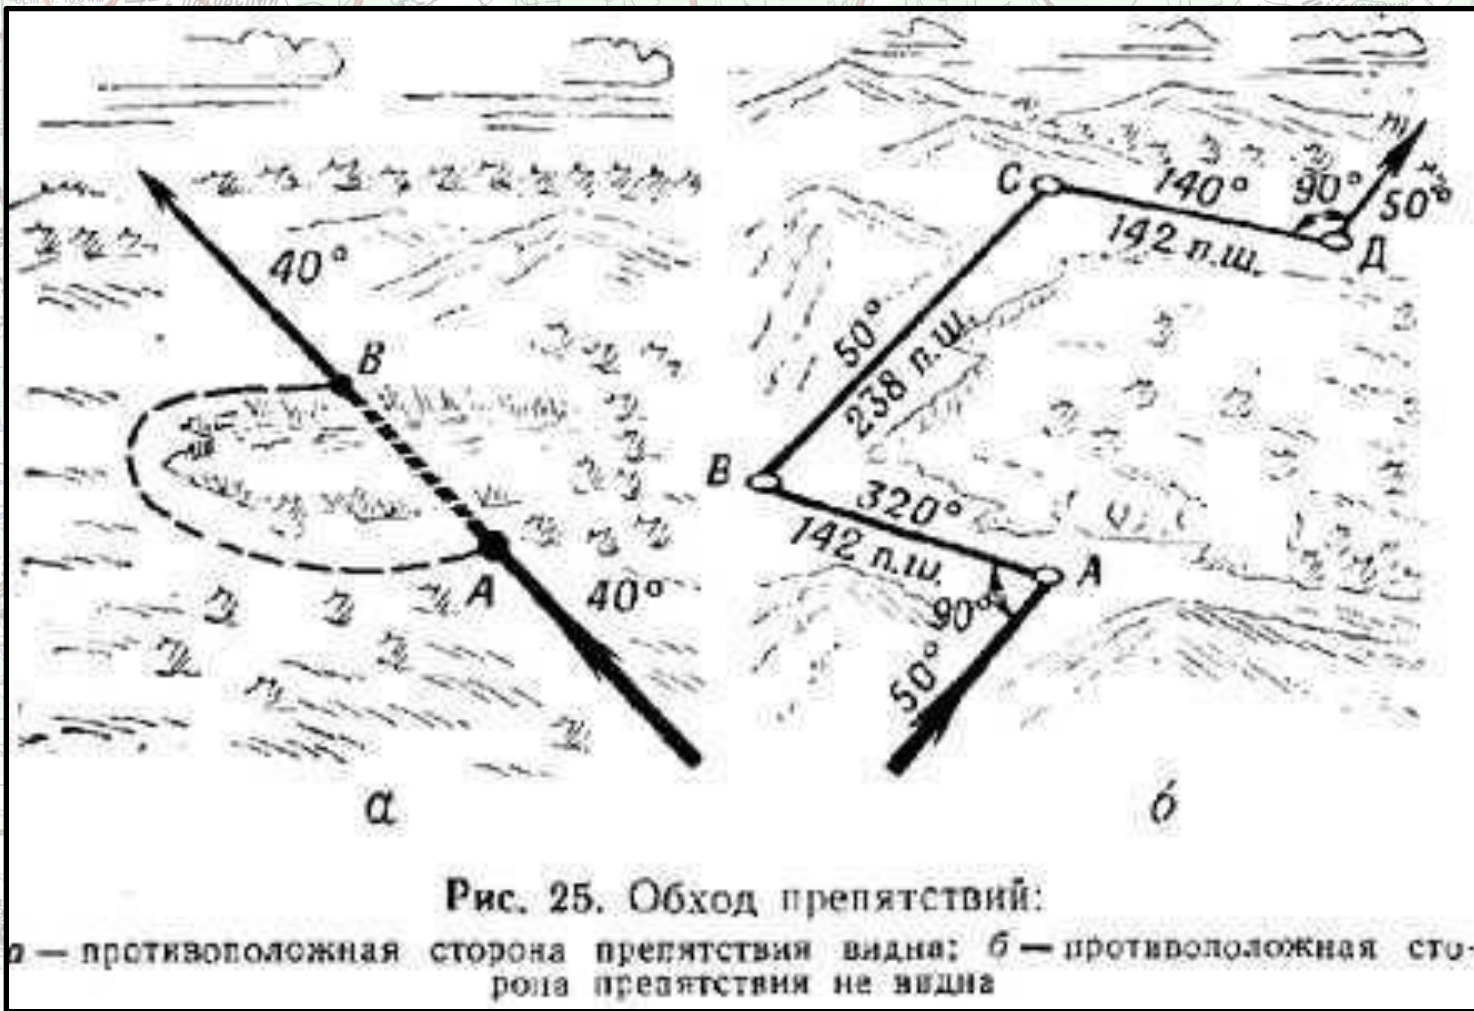 С
140°
90°
50°
142 п.ш.
Д
40°
В
50°
238 п.ш.
В
320°
142 п.ш.
А
А
40°
90°
50°
а
б
Рис. 25. Обход препятствий:
а — противоположная сторона препятствия видна; б — противоположная сто-
рона препятствия не видна